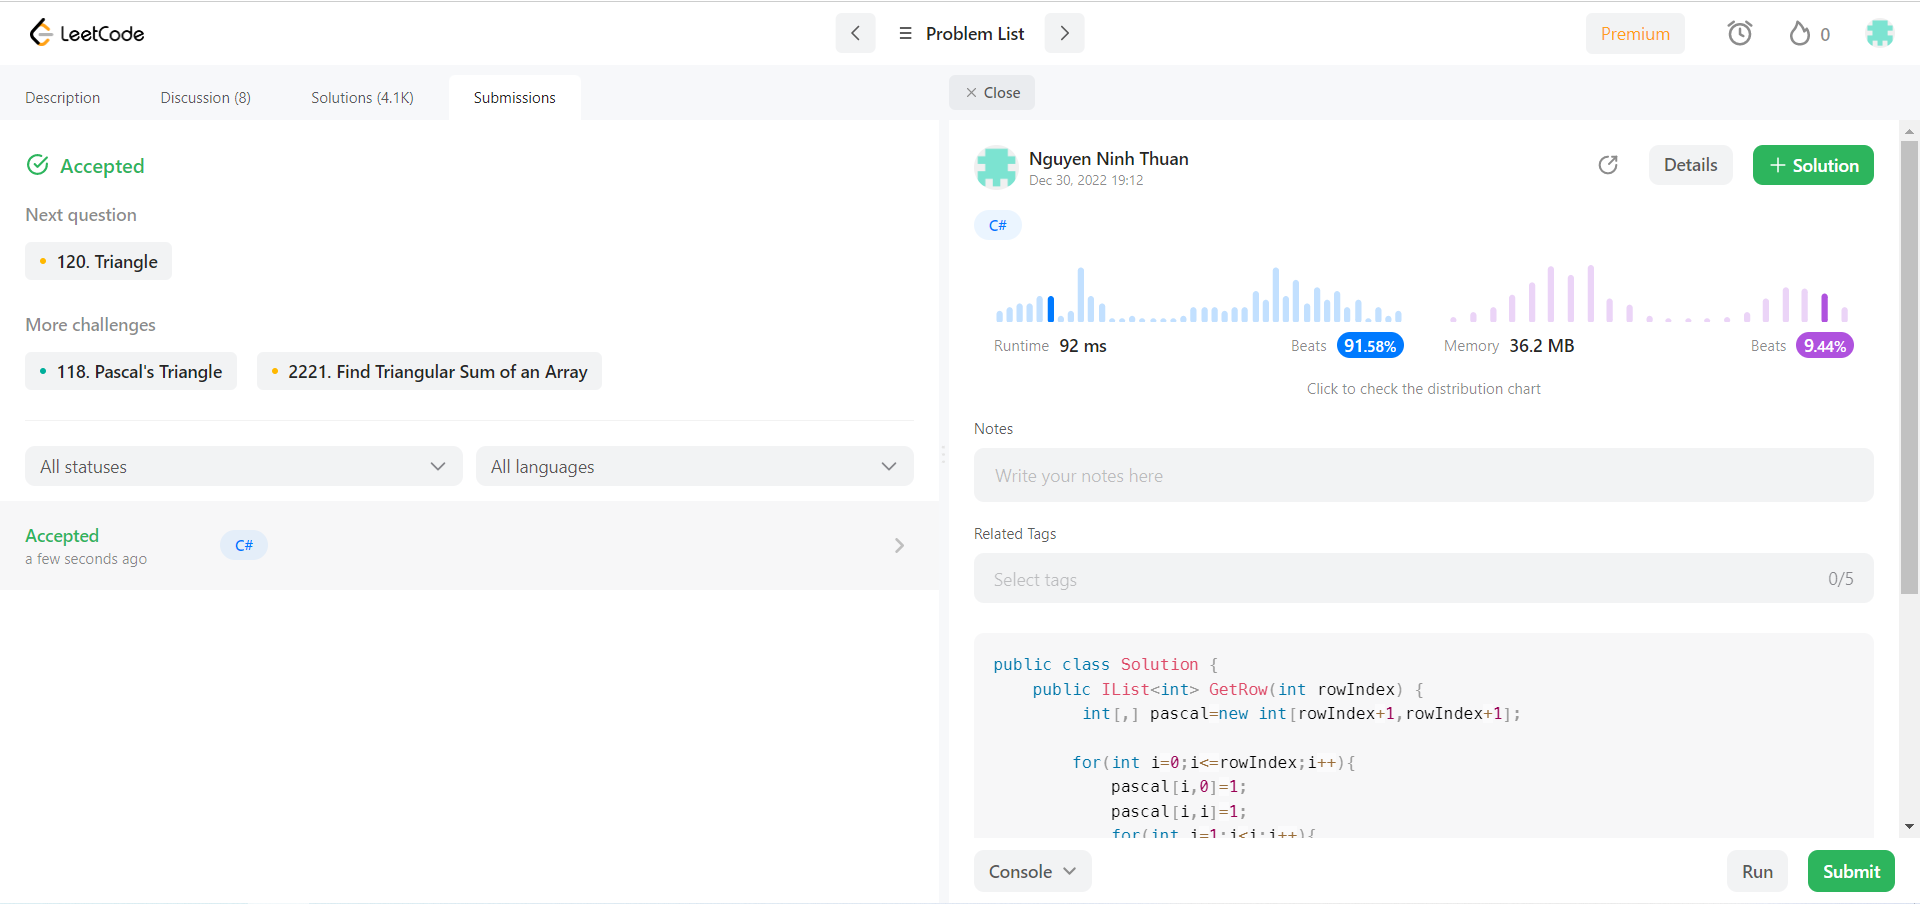 LeetCode
Problem List
Premium
0
Description
Discussion (8)
Solutions (4.1K)
Submissions
Accepted
Next question
120. Triangle
More challenges
118. Pascal's Triangle
2221. Find Triangular Sum of an Array
All statuses
All languages
Accepted
a few seconds ago
C#
Close
Nguyen Ninh Thuan
Dec 30, 2022 19:12
Details
Solution
C#
Runtime 92 ms
Beats 91.58%
Memory 36.2 MB
Beats 9.44%
Click to check the distribution chart
Notes
Write your notes here
Related Tags
Select tags
0/5
public class Solution {
public IList<int> GetRow(int rowIndex) {
int[,] pascal=new int[rowIndex+1,rowIndex+1];
for(int i=0;i<=rowIndex;i++){
pascal[i,0]=1;
pascal[i,i]=1;
for(int j=1;j<i;j++){
Console
Run
Submit